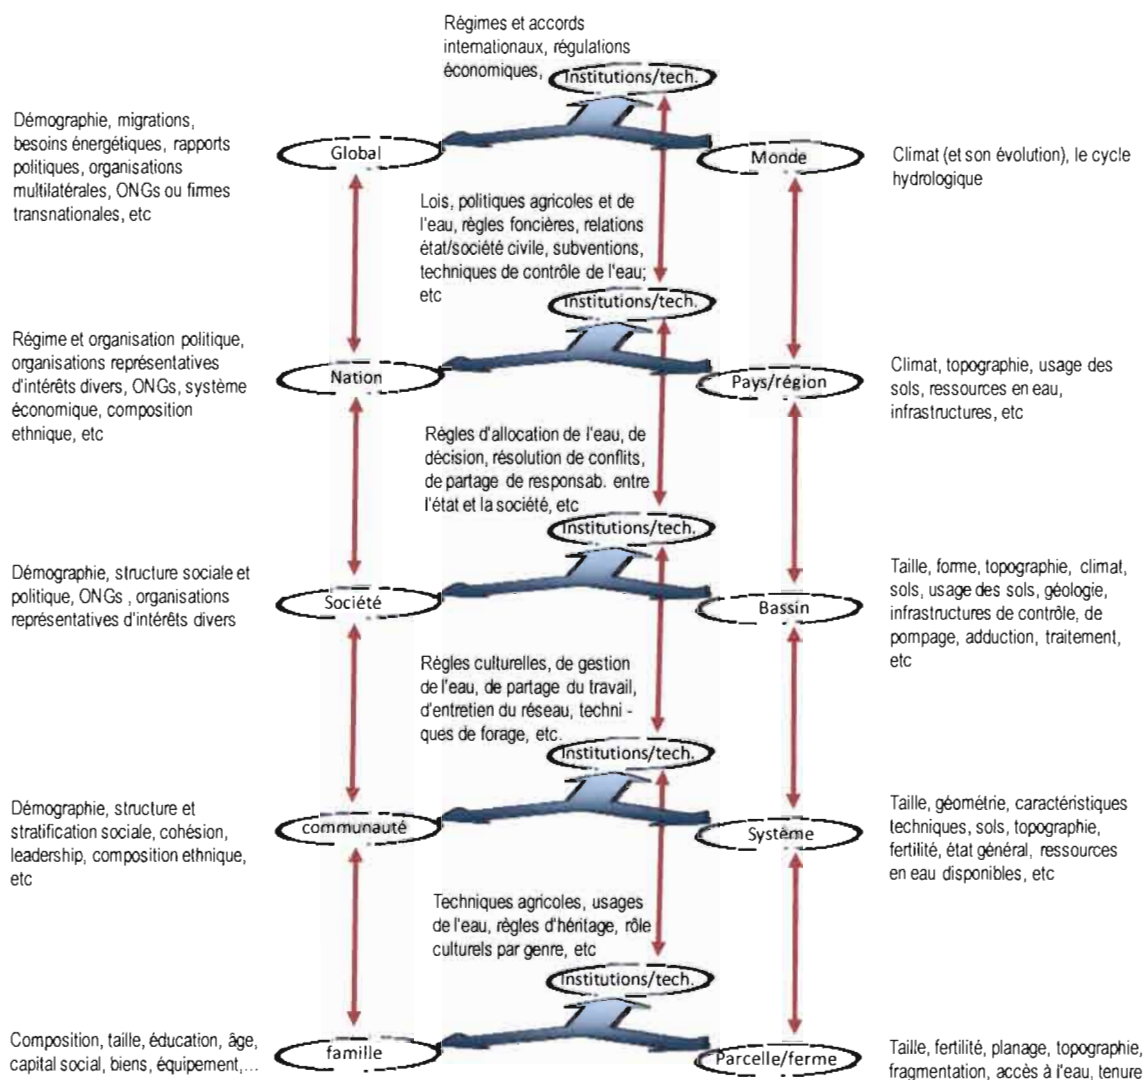 Régimes et accords
internationaux, régulations
économiques,
Institutions/tech.
Démographie, migrations,
besoins énergétiques, rapports
politiques, organisations
multilatérales, ONGs ou firmes
transnationales, etc
Global
Monde
Climat (et son évolution), le cycle
hydrologique
Lois, politiques agricoles et de
l'eau, règles foncières, relations
état/société civile, subventions,
techniques de contrôle de l'eau;
etc
Institutions/tech.
Régime et organisation politique,
organisations représentatives
d'intérêts divers, ONGs, système
économique, composition
ethnique, etc
Nation
Pays/région
Climat, topographie, usage des
sols, ressources en eau,
infrastructures, etc
Règles d'allocation de l'eau, de
décision, résolution de conflits,
de partage de responsab. entre
l'état et la société, etc
Institutions/tech.
Démographie, structure sociale et
politique, ONGs , organisations
représentatives d'intérêts divers
Société
Bassin
Taille, forme, topographie, climat,
sols, usage des sols, géologie,
infrastructures de contrôle, de
pompage, adduction, traitement,
etc
Règles culturelles, de gestion
de l'eau, de partage du travail,
d'entretien du réseau, techni -
ques de forage, etc.
Institutions/tech.
Démographie, structure et
stratification sociale, cohésion,
leadership, composition ethnique,
etc
communauté
Système
Taille, géométrie, caractéristiques
techniques, sols, topographie,
fertilité, état général, ressources
en eau disponibles, etc
Techniques agricoles, usages
de l'eau, règles d'héritage, rôle
culturels par genre, etc
Institutions/tech.
Composition, taille, éducation, âge,
capital social, biens, équipement,...
famille
Parcelle/ferme
Taille, fertilité, planage, topographie,
fragmentation, accès à l'eau, tenure